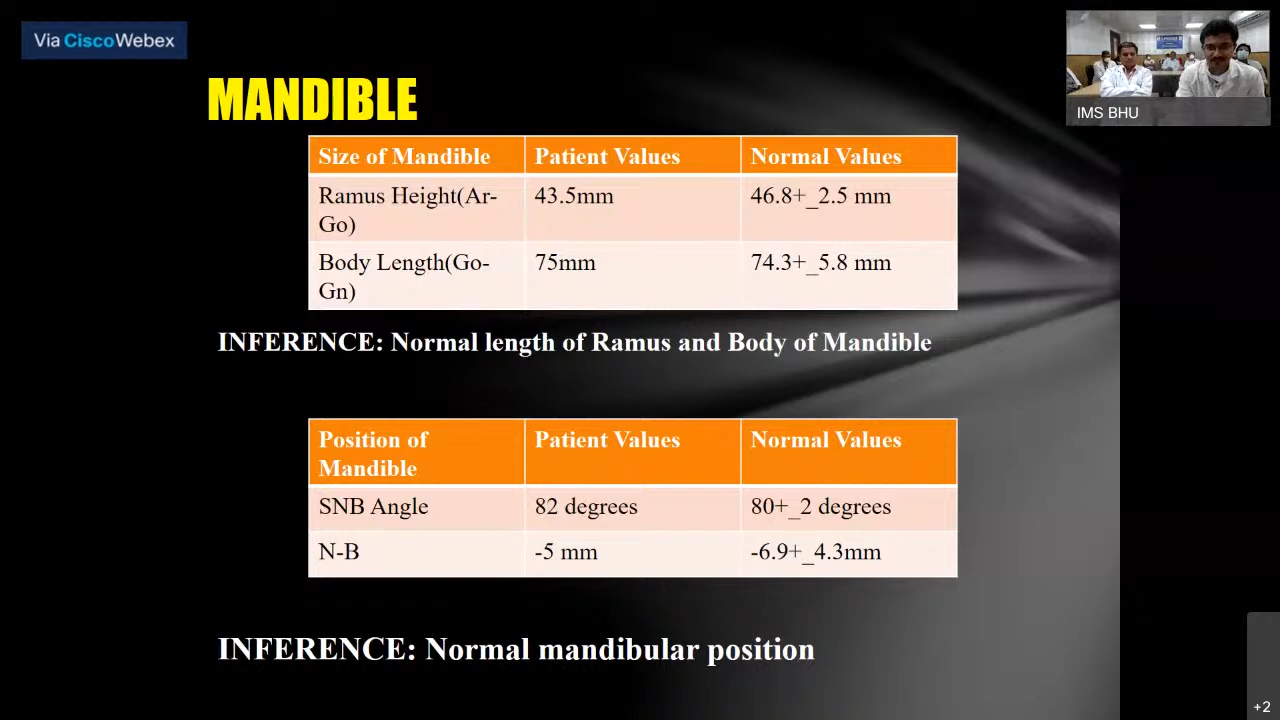 Via CiscoWebex
IMS BHU
MANDIBLE
Size of Mandible Patient Values Normal Values
Ramus Height(Ar- 43.5mm 46.8+_2.5 mm
Go)
Body Length(Go- 75mm 74.3+_5.8 mm
Gn)
INFERENCE: Normal length of Ramus and Body of Mandible
Position of Patient Values Normal Values
Mandible
SNB Angle 82 degrees 80+_2 degrees
N-B -5 mm -6.9+_4.3mm
INFERENCE: Normal mandibular position
+2